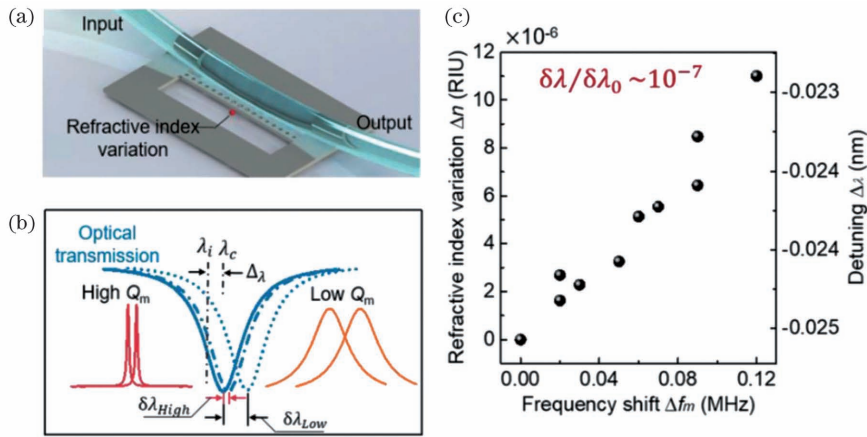 (a)
Input
Output
Refractive index
variation
(b)
Optical
transmission
λi λc
Δλ
High Qm
Low Qm
δλHigh
δλLow
(c)
×10⁻⁶
δλ/δλ₀ ~10⁻⁷
Refractive index variation Δn (RIU)
12
10
8
6
4
2
0
0.00 0.04 0.08 0.12
Frequency shift Δfm (MHz)
-0.023
-0.024
-0.024
-0.025
Detuning Δλ (nm)